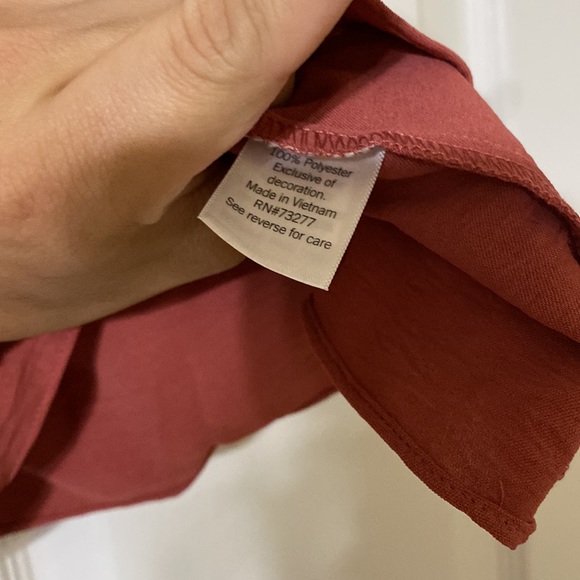 100% Polyester
Exclusive of
decoration.
Made in Vietnam
RN#73277
See reverse for care